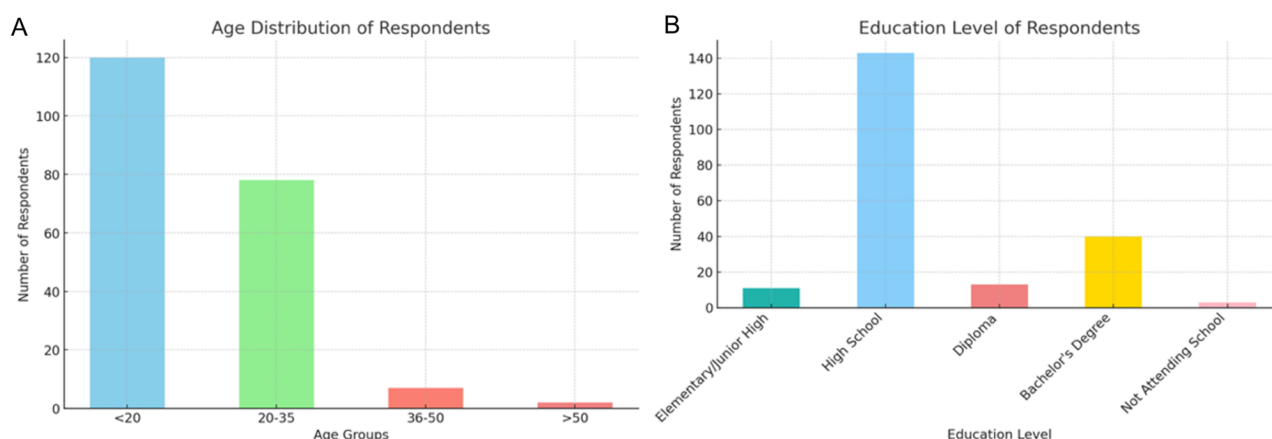 A
Age Distribution of Respondents
120
100
80
60
40
20
0
Number of Respondents
<20 20-35 36-50 >50
Age Groups
B
Education Level of Respondents
140
120
100
80
60
40
20
0
Number of Respondents
Elementary/Junior High
High School
Diploma
Bachelor's Degree
Not Attending School
Education Level